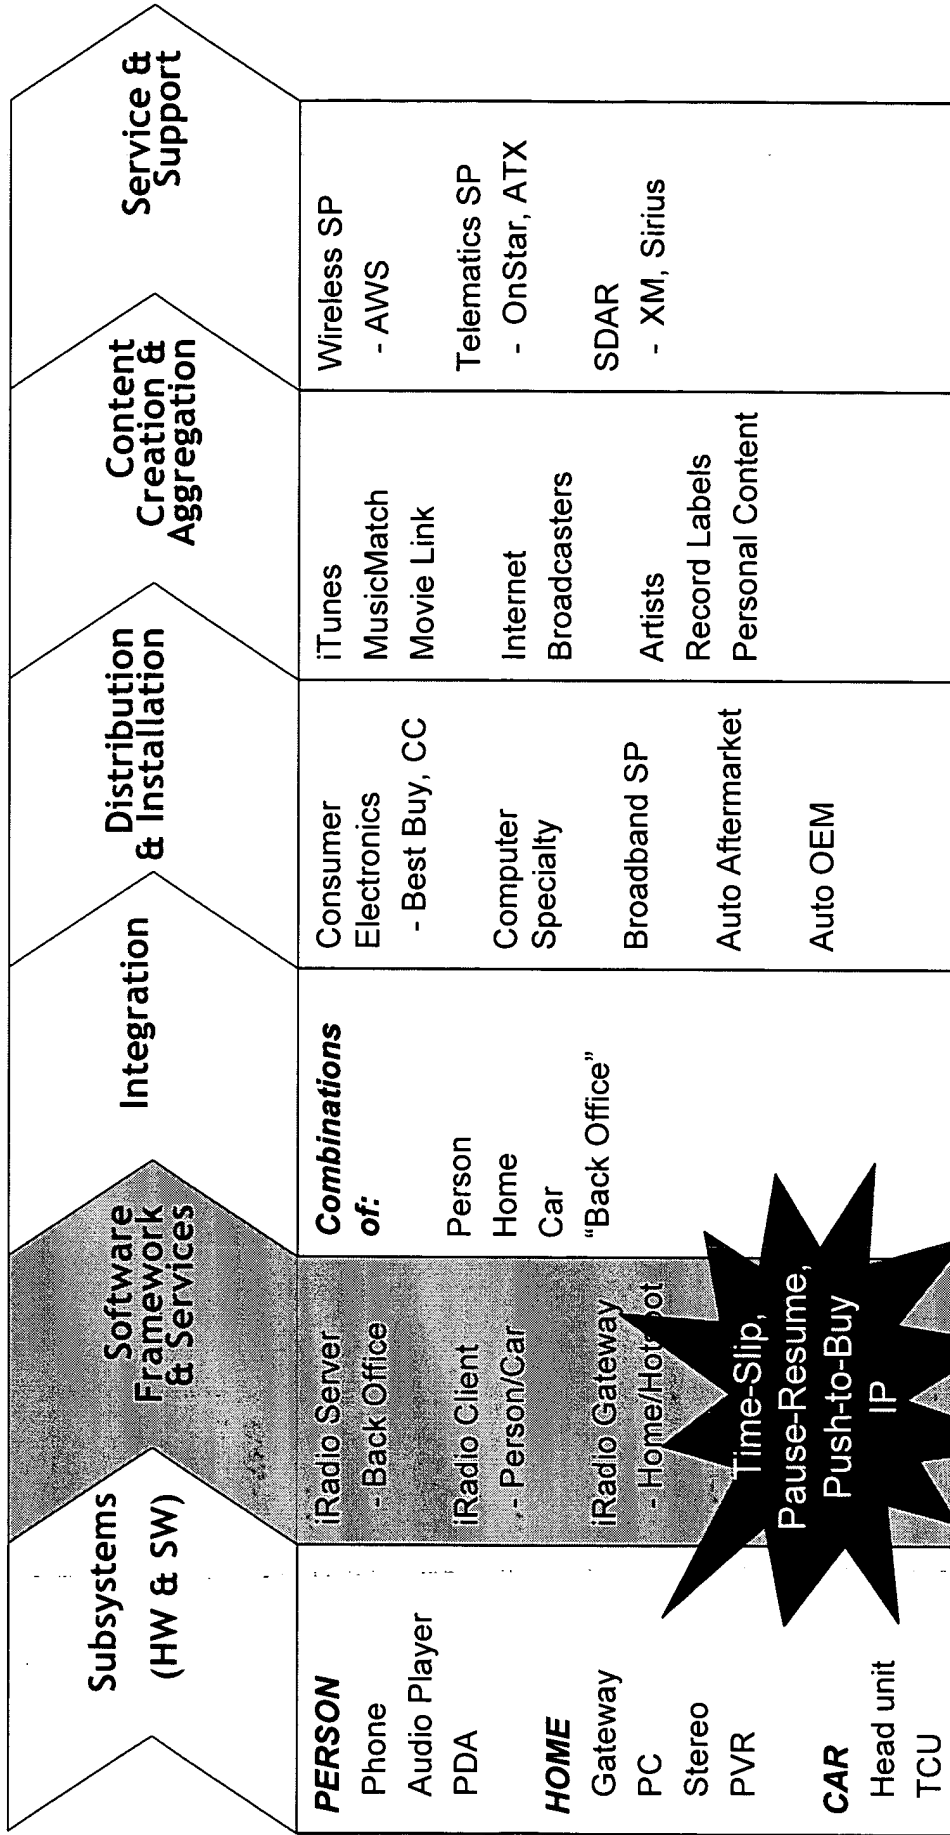 Subsystems
(HW & SW)
Software
Framework
& Services
Integration
Distribution
& Installation
Content
Creation &
Aggregation
Service &
Support
PERSON
Phone
Audio Player
PDA
HOME
Gateway
PC
Stereo
PVR
CAR
Head unit
TCU
iRadio Server
- Back Office
iRadio Client
- Person/Car
iRadio Gateway
- Home/Hotspot
Time-Slip,
Pause-Resume,
Push-to-Buy
IP
Combinations
of:
Person
Home
Car
“Back Office”
Consumer
Electronics
- Best Buy, CC
Computer
Specialty
Broadband SP
Auto Aftermarket
Auto OEM
iTunes
MusicMatch
Movie Link
Internet
Broadcasters
Artists
Record Labels
Personal Content
Wireless SP
- AWS
Telematics SP
- OnStar, ATX
SDAR
- XM, Sirius